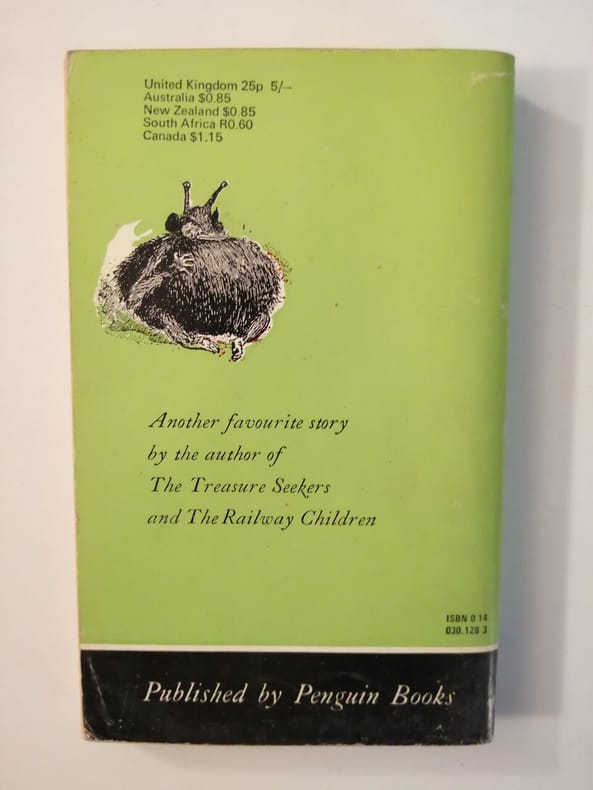 United Kingdom 25p 5/-
Australia $0.85
New Zealand $0.85
South Africa R0.60
Canada $1.15
Another favourite story
by the author of
The Treasure Seekers
and The Railway Children
ISBN 0 14
030.128 3
Published by Penguin Books